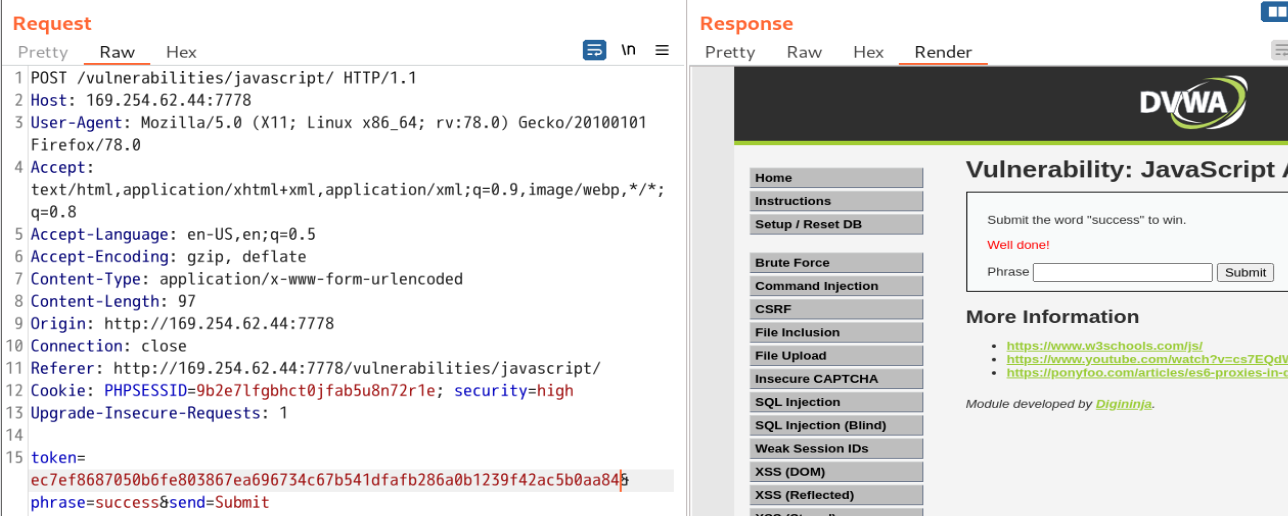 Request
Pretty Raw Hex
\n
1 POST /vulnerabilities/javascript/ HTTP/1.1
2 Host: 169.254.62.44:7778
3 User-Agent: Mozilla/5.0 (X11; Linux x86_64; rv:78.0) Gecko/20100101
Firefox/78.0
4 Accept:
text/html,application/xhtml+xml,application/xml;q=0.9,image/webp,*/*;
q=0.8
5 Accept-Language: en-US,en;q=0.5
6 Accept-Encoding: gzip, deflate
7 Content-Type: application/x-www-form-urlencoded
8 Content-Length: 97
9 Origin: http://169.254.62.44:7778
10 Connection: close
11 Referer: http://169.254.62.44:7778/vulnerabilities/javascript/
12 Cookie: PHPSESSID=9b2e7lfgbhct0jfab5u8n72r1e; security=high
13 Upgrade-Insecure-Requests: 1
14
15 token=
ec7ef8687050b6fe803867ea696734c67b541dfafb286a0b1239f42ac5b0aa84&
phrase=success&send=Submit
Response
Pretty Raw Hex Render
DVWA
Home
Instructions
Setup / Reset DB
Brute Force
Command Injection
CSRF
File Inclusion
File Upload
Insecure CAPTCHA
SQL Injection
SQL Injection (Blind)
Weak Session IDs
XSS (DOM)
XSS (Reflected)
Vulnerability: JavaScript A
Submit the word "success" to win.
Well done!
Phrase Submit
More Information
https://www.w3schools.com/js/
https://www.youtube.com/watch?v=cs7EQdW
https://ponyfoo.com/articles/es6-proxies-in-d
Module developed by Digininja.